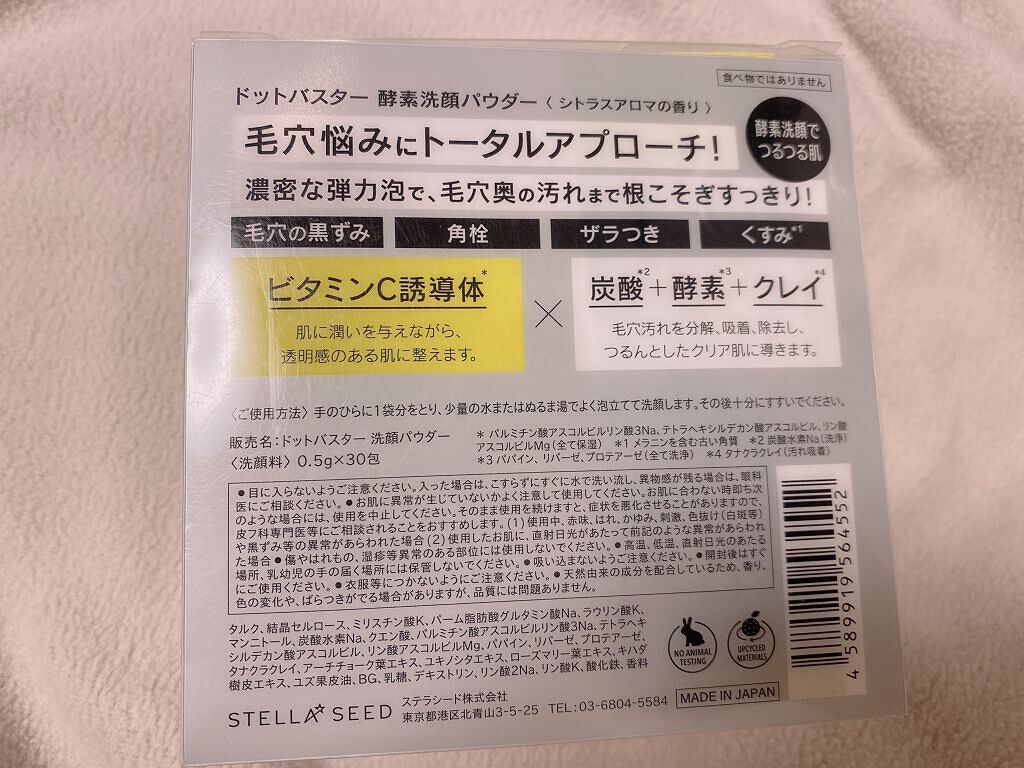 食べ物ではありません
ドットバスター 酵素洗顔パウダー〈 シトラスアロマの香り 〉
酵素洗顔で
つるつる肌
毛穴悩みにトータルアプローチ！
濃密な弾力泡で、毛穴奥の汚れまで根こそぎすっきり！
毛穴の黒ずみ 角栓 ザラつき くすみ*1
ビタミンC誘導体*
肌に潤いを与えながら、
透明感のある肌に整えます。
×
炭酸*2＋酵素*3＋クレイ*4
毛穴汚れを分解、吸着、除去し、
つるんとしたクリア肌に導きます。
〈ご使用方法〉手のひらに1袋分をとり、少量の水またはぬるま湯でよく泡立てて洗顔します。その後十分にすすいでください。
販売名：ドットバスター 洗顔パウダー
〈洗顔料〉0.5g×30包
＊ パルミチン酸アスコルビルリン酸3Na、テトラヘキシルデカン酸アスコルビル、リン酸
アスコルビルMg（全て保湿） ＊1 メラニンを含む古い角質 ＊2 炭酸水素Na（洗浄）
＊3 パパイン、リパーゼ、プロテアーゼ（全て洗浄） ＊4 タナクラクレイ（汚れ吸着）
●目に入らないようご注意ください。入った場合は、こすらずにすぐに水で洗い流し、異物感が残る場合は、眼科
医にご相談ください。●お肌に異常が生じていないかよく注意して使用してください。お肌に合わない時即ち次
のような場合には、使用を中止してください。そのまま使用を続けますと、症状を悪化させることがありますので、
皮フ科専門医等にご相談されることをおすすめします。(1)使用中、赤味、はれ、かゆみ、刺激、色抜け（白斑等）
や黒ずみ等の異常があらわれた場合(2)使用したお肌に、直射日光があたって前記のような異常があらわれ
た場合●傷やはれもの、湿疹等異常のある部位には使用しないでください。●高温、低温、直射日光のあたる
場所、乳幼児の手の届く場所には保管しないでください。●吸い込まないようご注意ください。●開封後はすぐ
にご使用ください。●衣服等につかないようにご注意ください。●天然由来の成分を配合しているため、香り、
色の変化や、ばらつきがでる場合がありますが、品質には問題ありません。
タルク、結晶セルロース、ミリスチン酸K、パーム脂肪酸グルタミン酸Na、ラウリン酸K、
マンニトール、炭酸水素Na、クエン酸、パルミチン酸アスコルビルリン酸3Na、テトラヘキ
シルデカン酸アスコルビル、リン酸アスコルビルMg、パパイン、リパーゼ、プロテアーゼ、
タナクラクレイ、アーチチョーク葉エキス、ユキノシタエキス、ローズマリー葉エキス、キハダ
樹皮エキス、ユズ果皮油、BG、乳糖、デキストリン、リン酸2Na、リン酸K、酸化鉄、香料
NO ANIMAL
TESTING
UPCYCLED
MATERIALS
4 589919 564552
STELLA SEED
ステラシード株式会社
東京都港区北青山3-5-25 TEL：03-6804-5584
MADE IN JAPAN